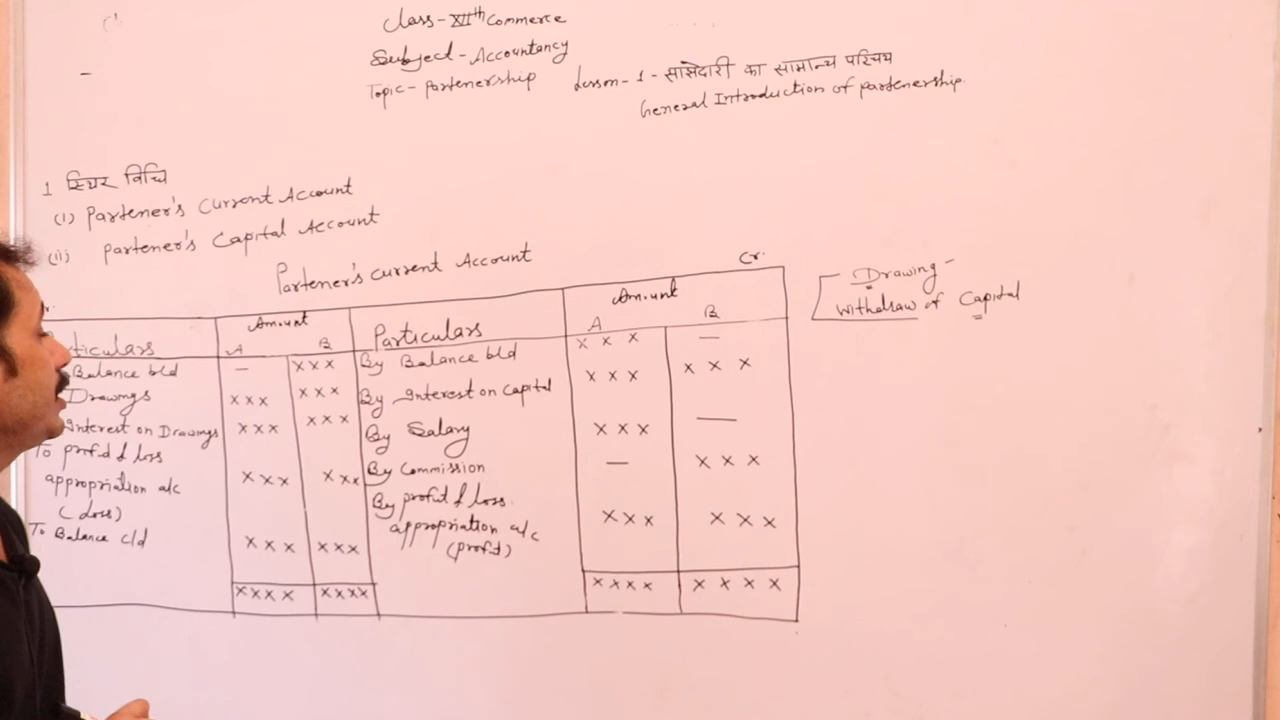 Class - XIIth Commerce
Subject - Accountancy
Topic - Partenership Lesson - 1 - साझेदारी का सामान्य परिचय
General Introduction of partenership.
1 स्थिर विधि
(i) Partener's Current Account
(ii) Partener's Capital Account
Partener's Current Account
Cr.
Drawing -
Withdraw of Capital
Amount Particulars Amount
ticulars A B A B
Balance b/d — xxx By Balance b/d xxx —
Drawings xxx xxx By Interest on Capital xxx xxx
Interest on Drawings xxx xxx By Salary xxx —
To profit & loss By Commission — xxx
appropriation a/c xxx xxx By profit & loss
(Loss) appropriation a/c xxx xxx
To Balance c/d xxx xxx (profit)
xxxx xxxx xxxx xxxx